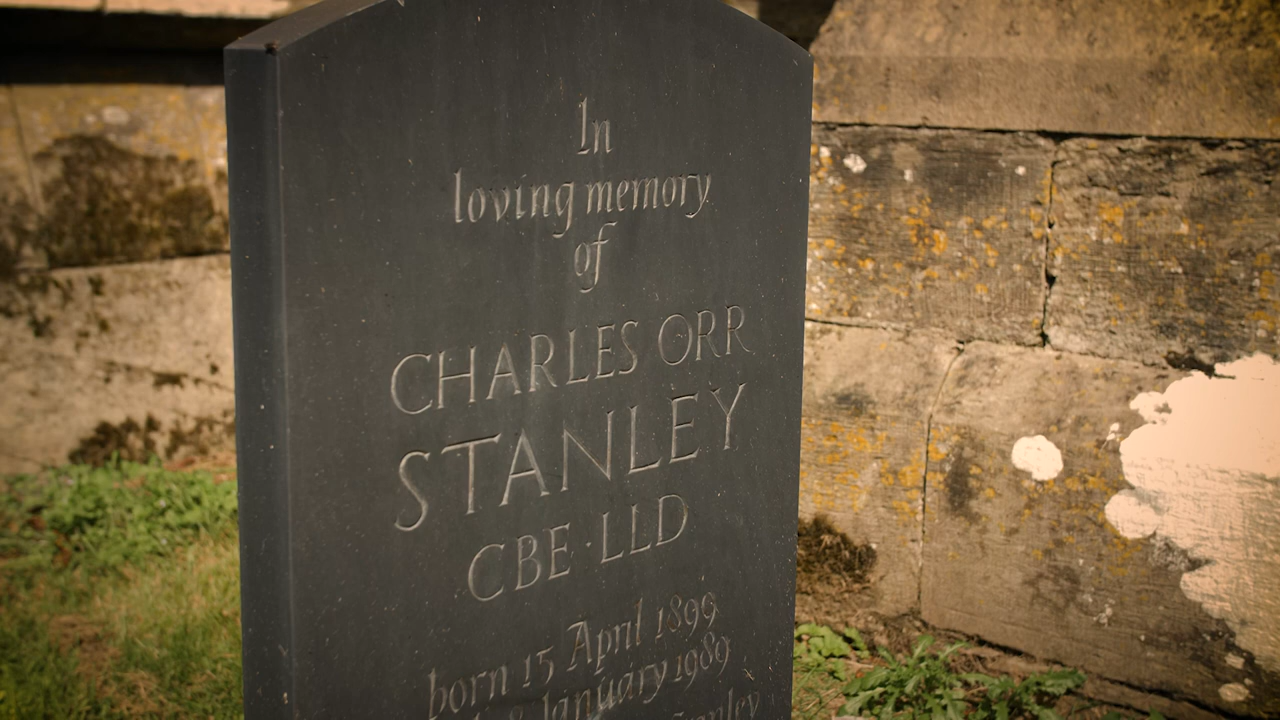 In
loving memory
of
CHARLES ORR
STANLEY
CBE·LLD
born 15 April 1899
January 1989